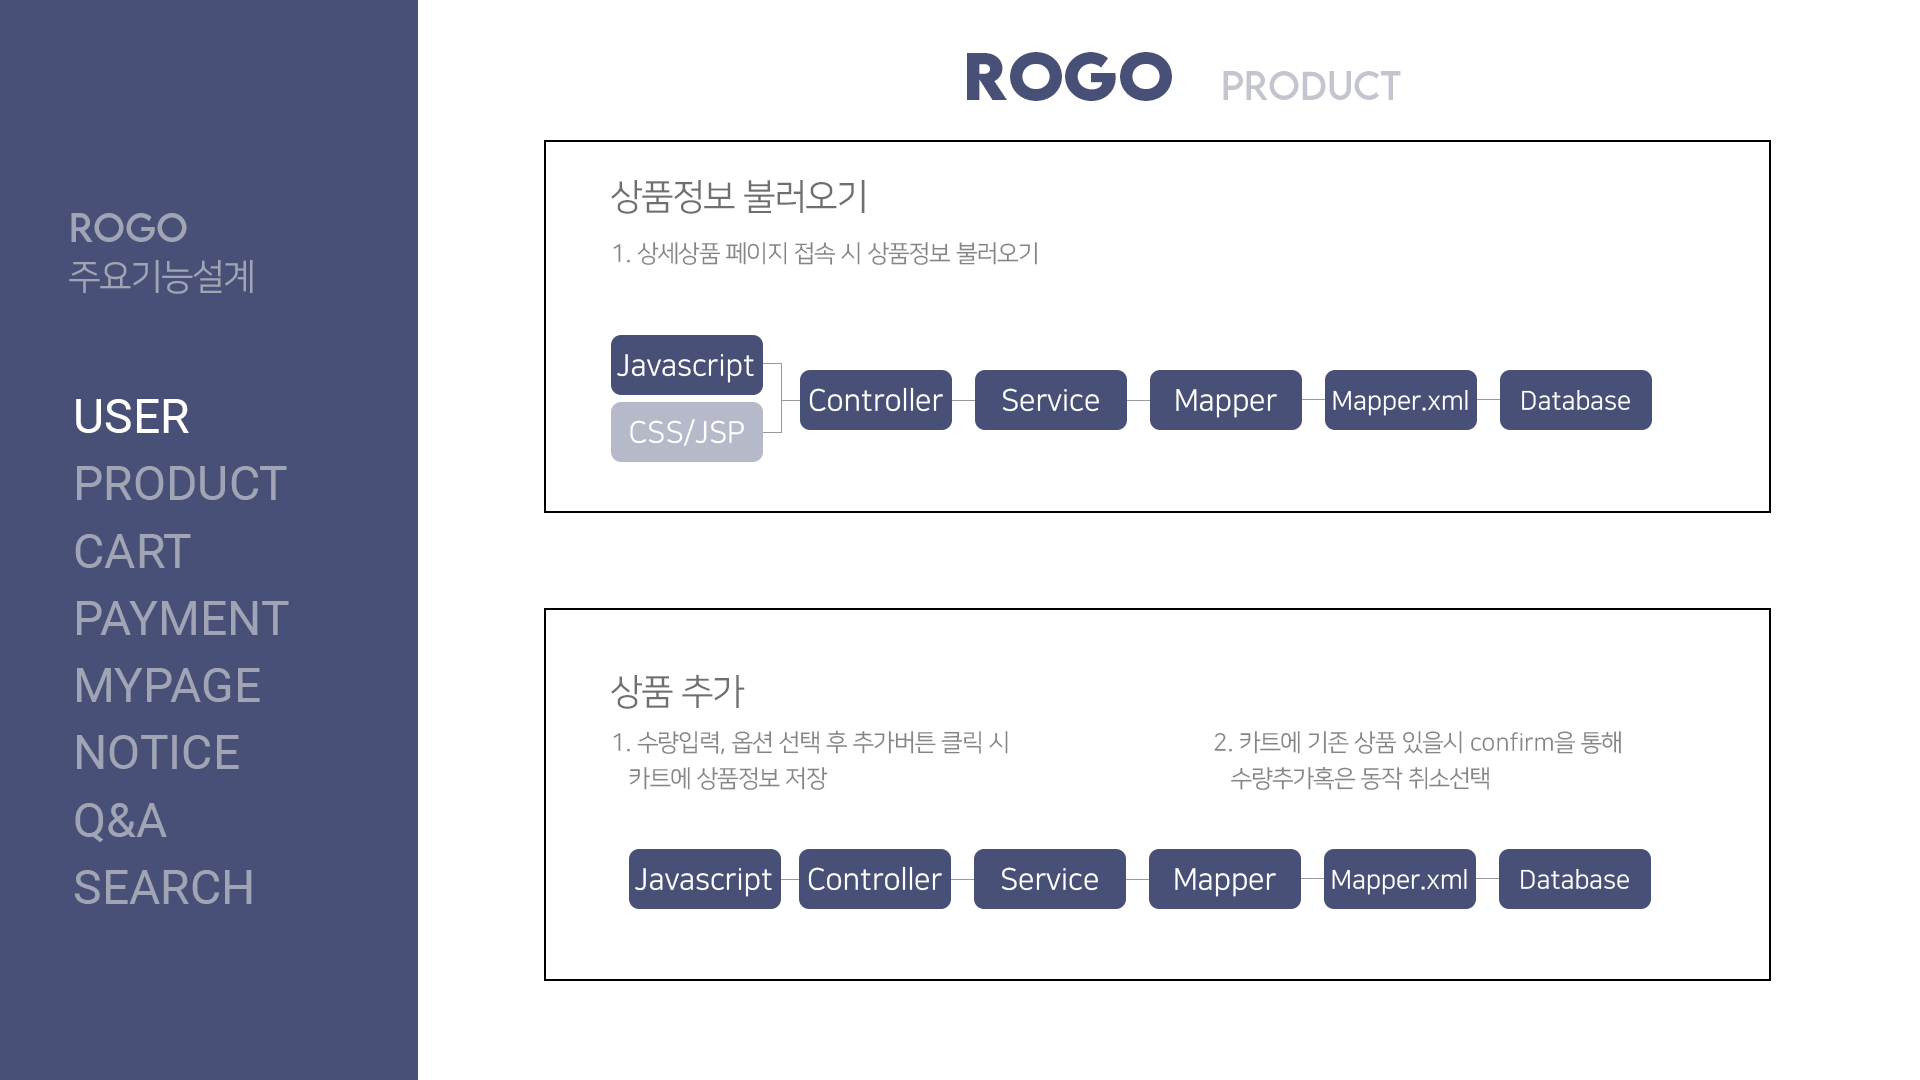 ROGO
주요기능설계
USER
PRODUCT
CART
PAYMENT
MYPAGE
NOTICE
Q&A
SEARCH
ROGO PRODUCT
상품정보 불러오기
1. 상세상품 페이지 접속 시 상품정보 불러오기
Javascript
CSS/JSP
Controller
Service
Mapper
Mapper.xml
Database
상품 추가
1. 수량입력, 옵션 선택 후 추가버튼 클릭 시
카트에 상품정보 저장
2. 카트에 기존 상품 있을시 confirm을 통해
수량추가혹은 동작 취소선택
Javascript
Controller
Service
Mapper
Mapper.xml
Database